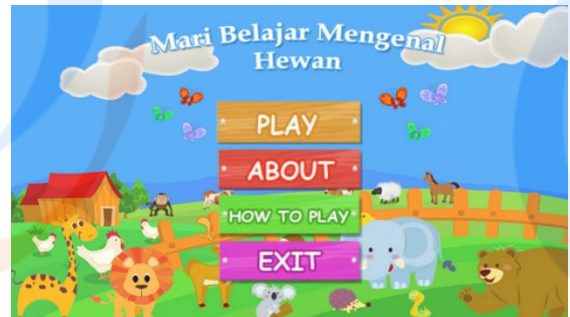 Mari Belajar Mengenal
Hewan
PLAY
ABOUT
HOW TO PLAY
EXIT